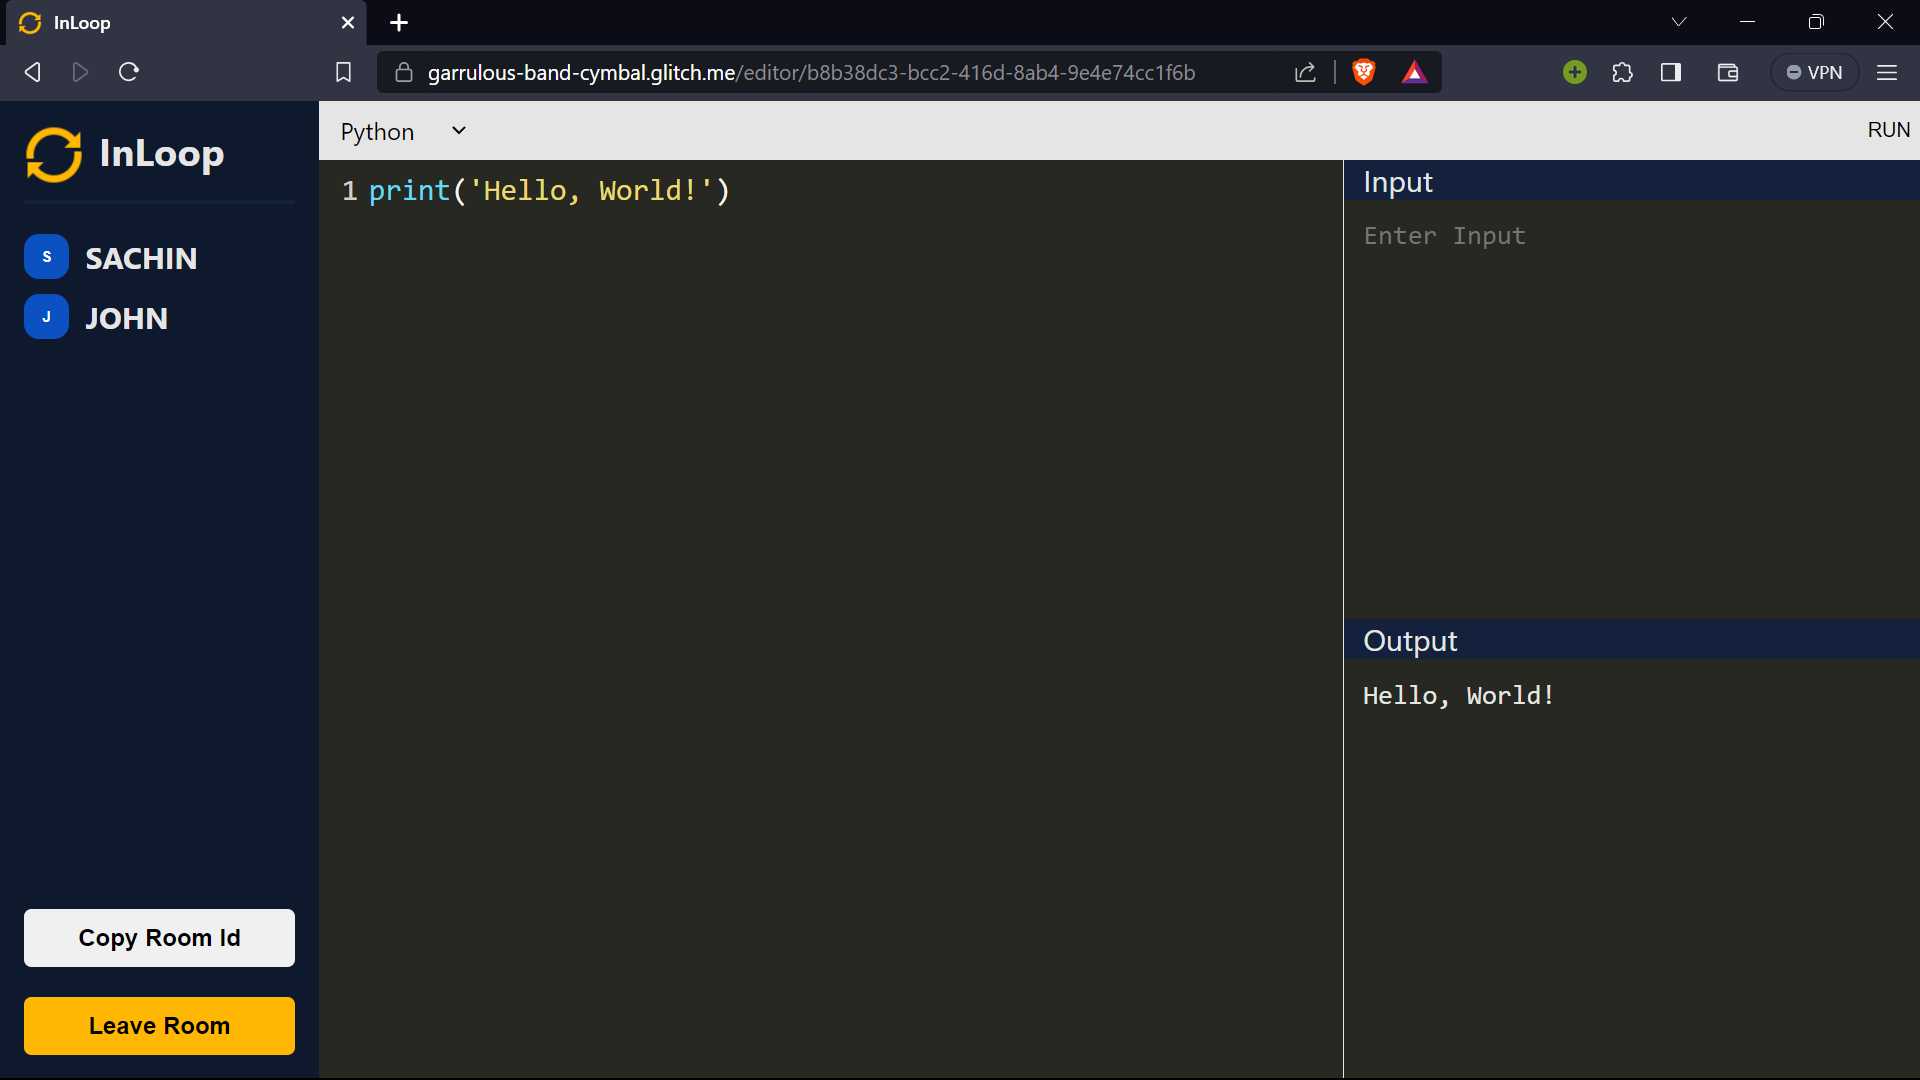 InLoop
garrulous-band-cymbal.glitch.me/editor/b8b38dc3-bcc2-416d-8ab4-9e4e74cc1f6b
VPN
InLoop
Python
RUN
S SACHIN
J JOHN
1 print('Hello, World!')
Input
Enter Input
Output
Hello, World!
Copy Room Id
Leave Room